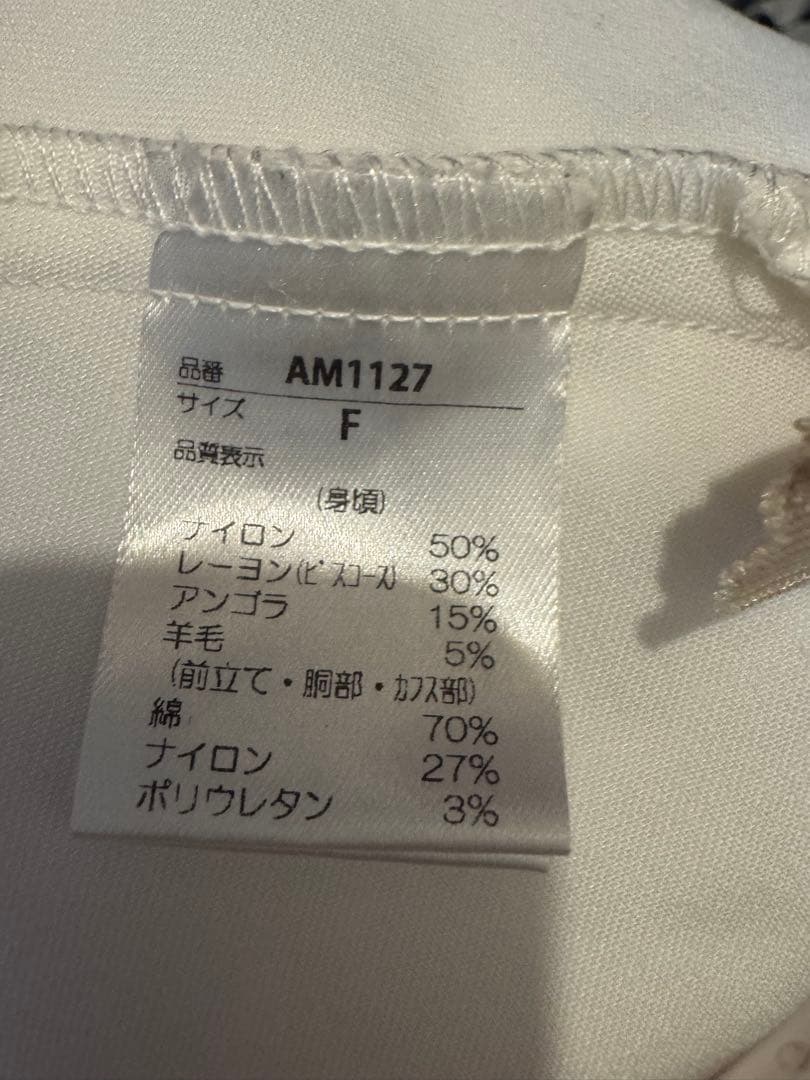 品番 AM1127
サイズ F
品質表示
(身頃)
ナイロン 50%
レーヨン(ビスコース) 30%
アンゴラ 15%
羊毛 5%
(前立て・胴部・カフス部)
綿 70%
ナイロン 27%
ポリウレタン 3%